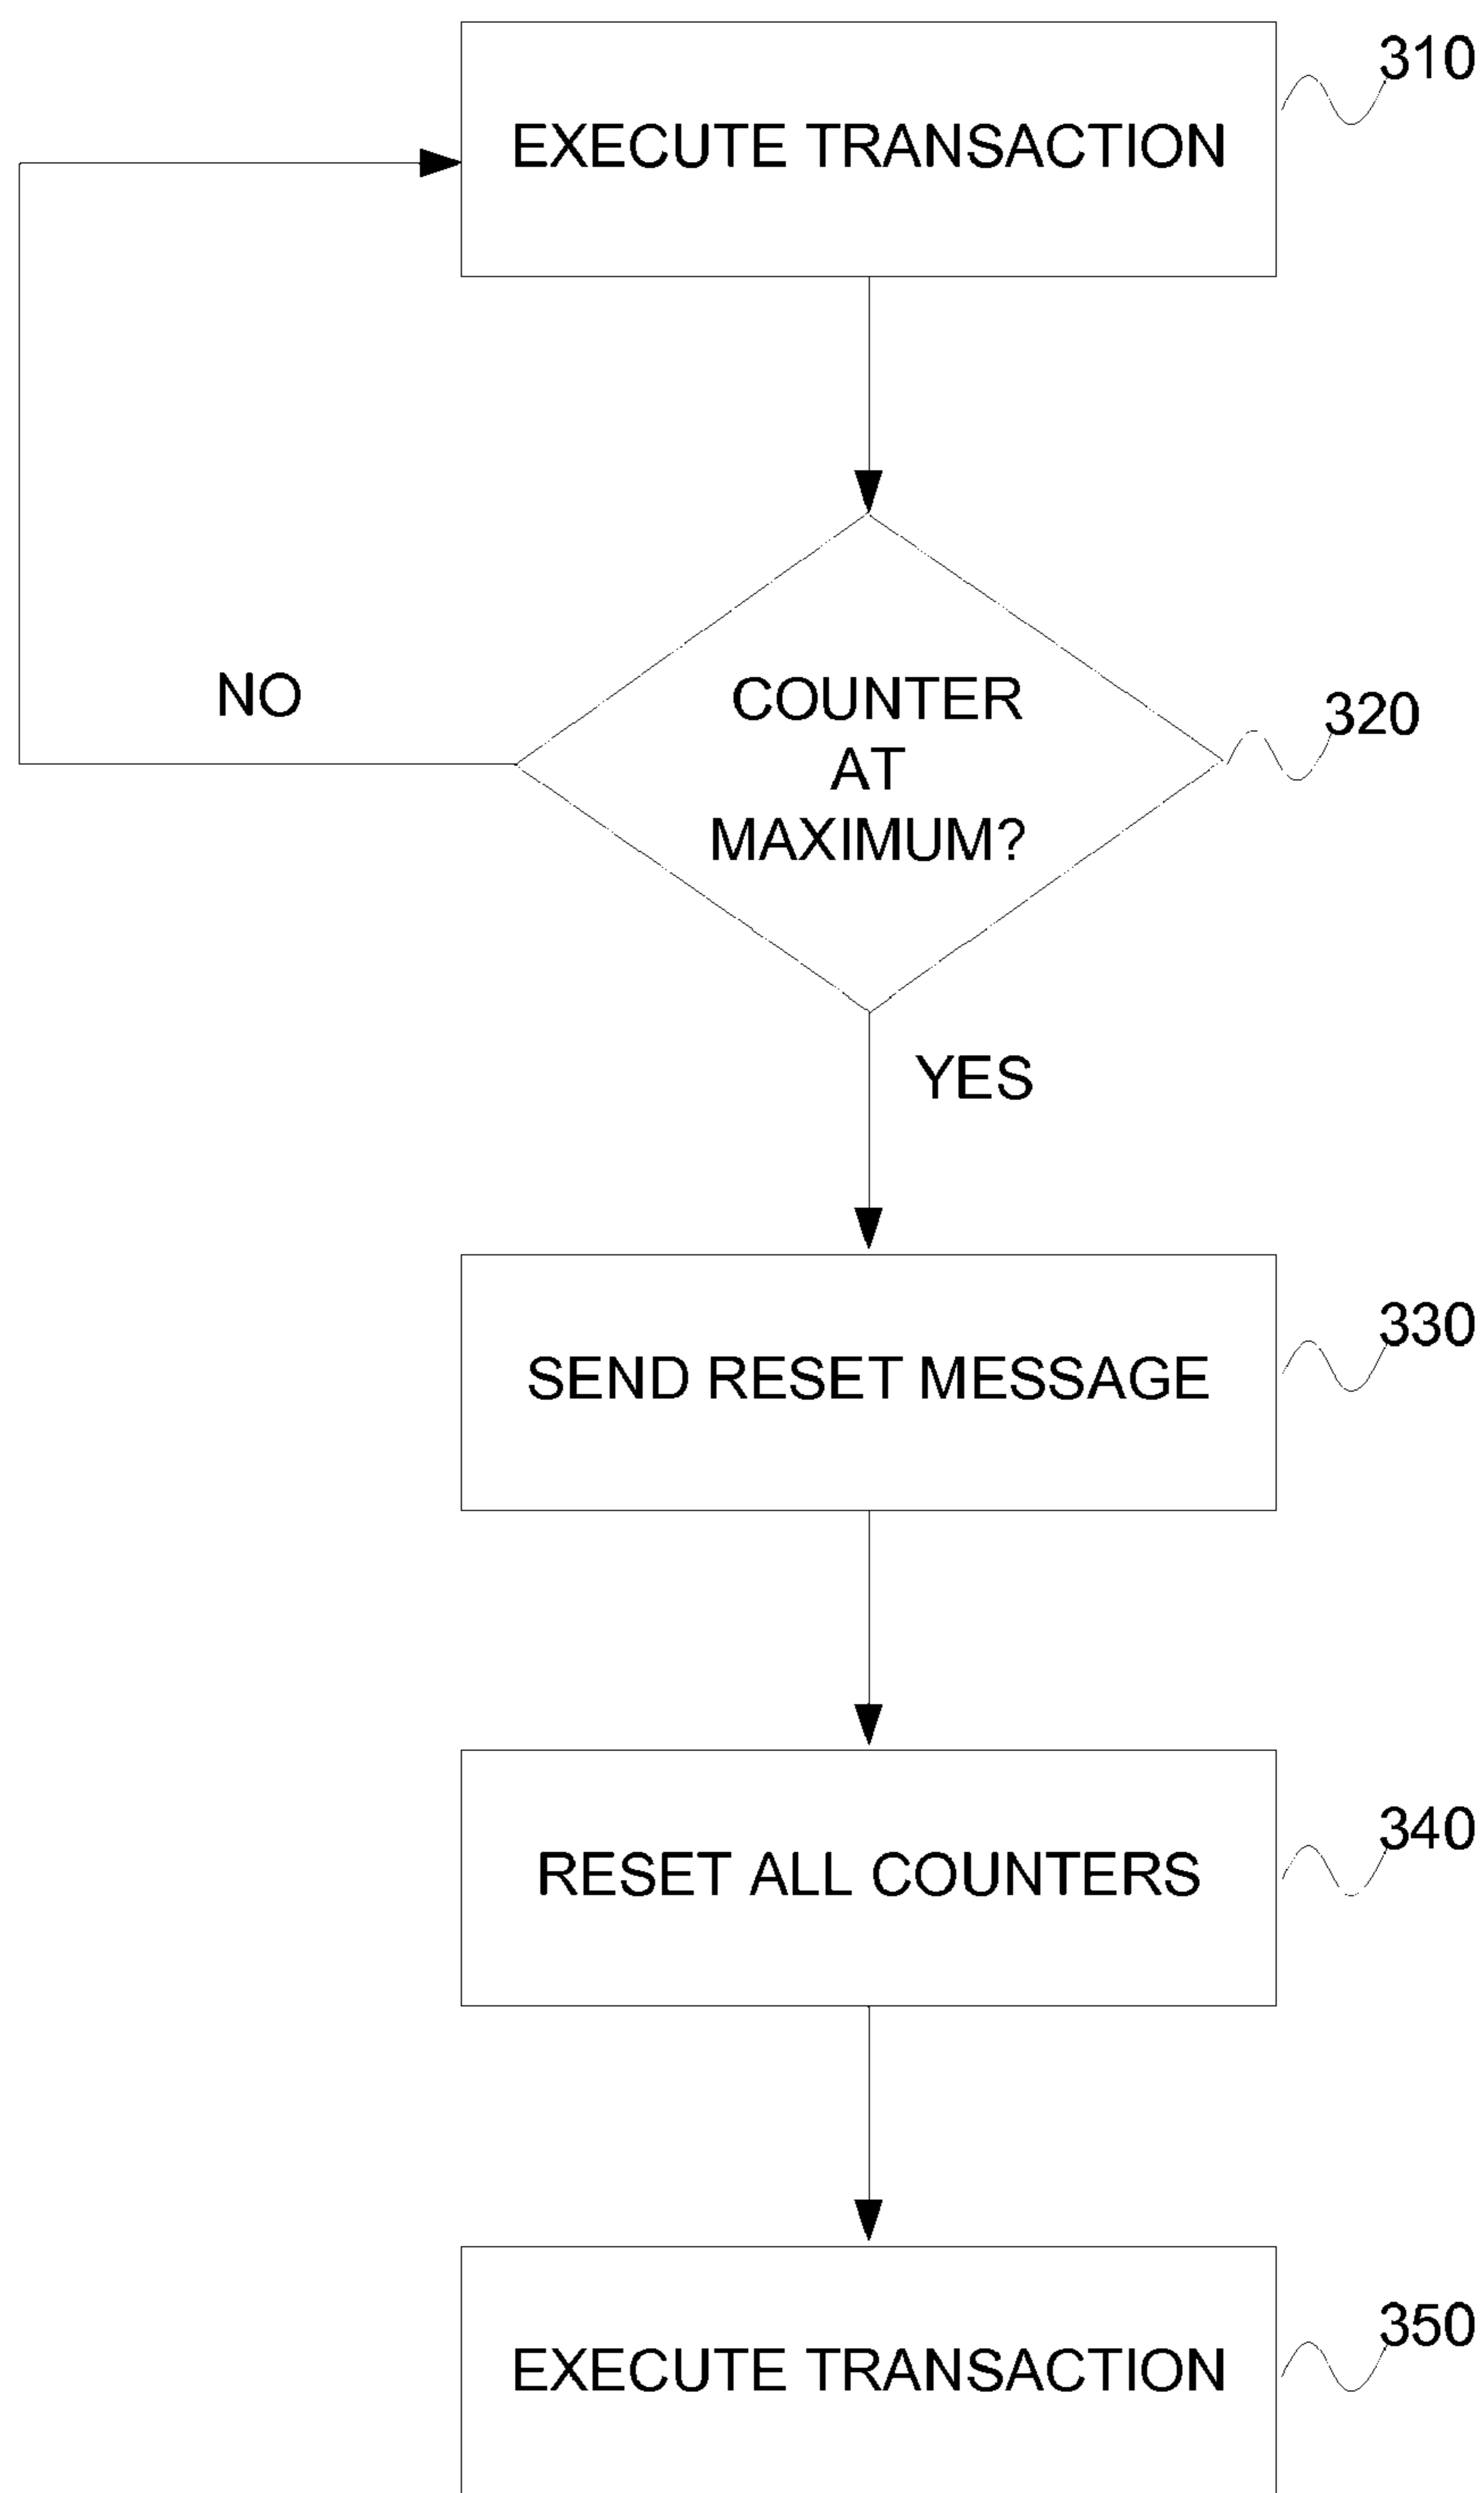 310
EXECUTE TRANSACTION
NO
COUNTER
AT
MAXIMUM?
320
YES
330
SEND RESET MESSAGE
340
RESET ALL COUNTERS
350
EXECUTE TRANSACTION